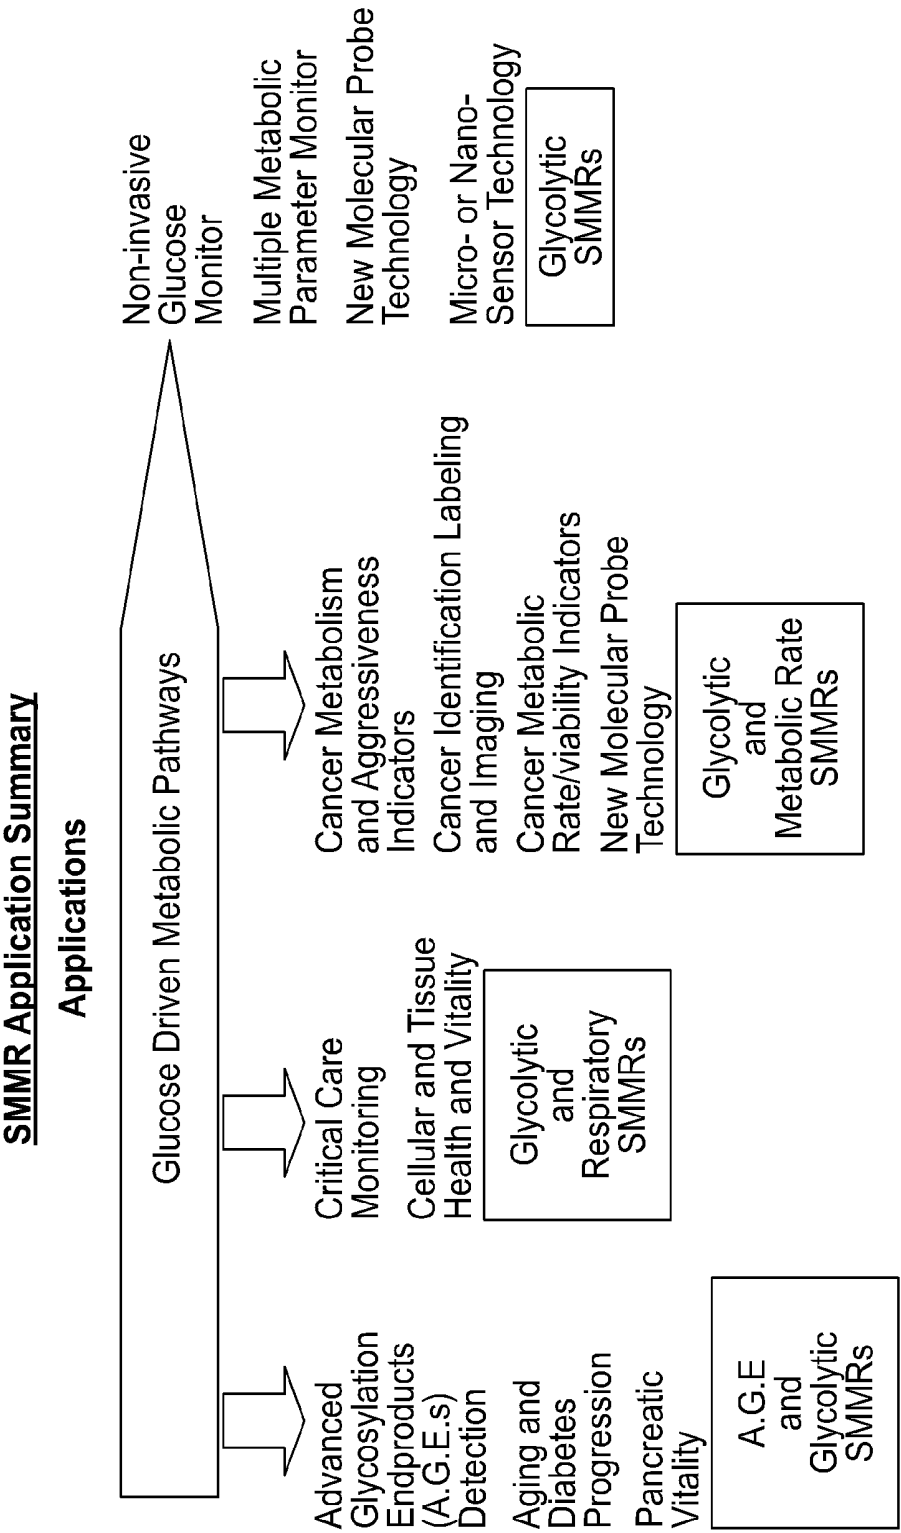 SMMR Application Summary
Applications
Glucose Driven Metabolic Pathways
Advanced
Glycosylation
Endproducts
(A.G.E.s)
Detection
Aging and
Diabetes
Progression
Pancreatic
Vitality
A.G.E
and
Glycolytic
SMMRs
Critical Care
Monitoring
Cellular and Tissue
Health and Vitality
Glycolytic
and
Respiratory
SMMRs
Cancer Metabolism
and Aggressiveness
Indicators
Cancer Identification Labeling
and Imaging
Cancer Metabolic
Rate/viability Indicators
New Molecular Probe
Technology
Glycolytic
and
Metabolic Rate
SMMRs
Non-invasive
Glucose
Monitor
Multiple Metabolic
Parameter Monitor
New Molecular Probe
Technology
Micro- or Nano-
Sensor Technology
Glycolytic
SMMRs